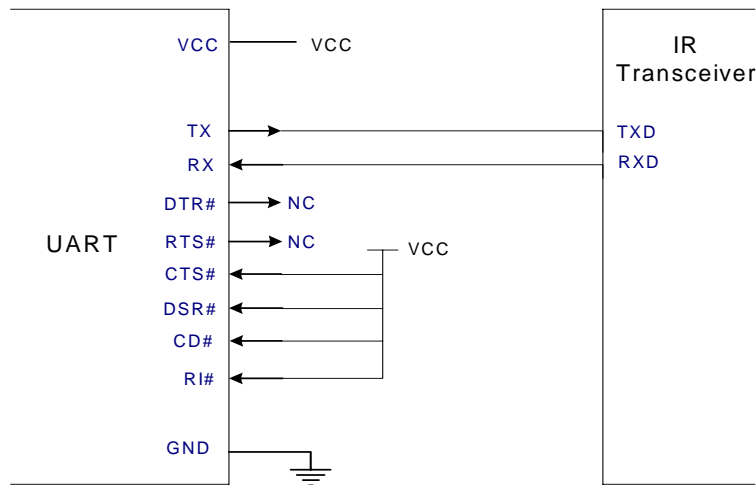 VCC
VCC
IR
Transceiver
TX
TXD
RX
RXD
DTR#
NC
UART
RTS#
NC
VCC
CTS#
DSR#
CD#
RI#
GND